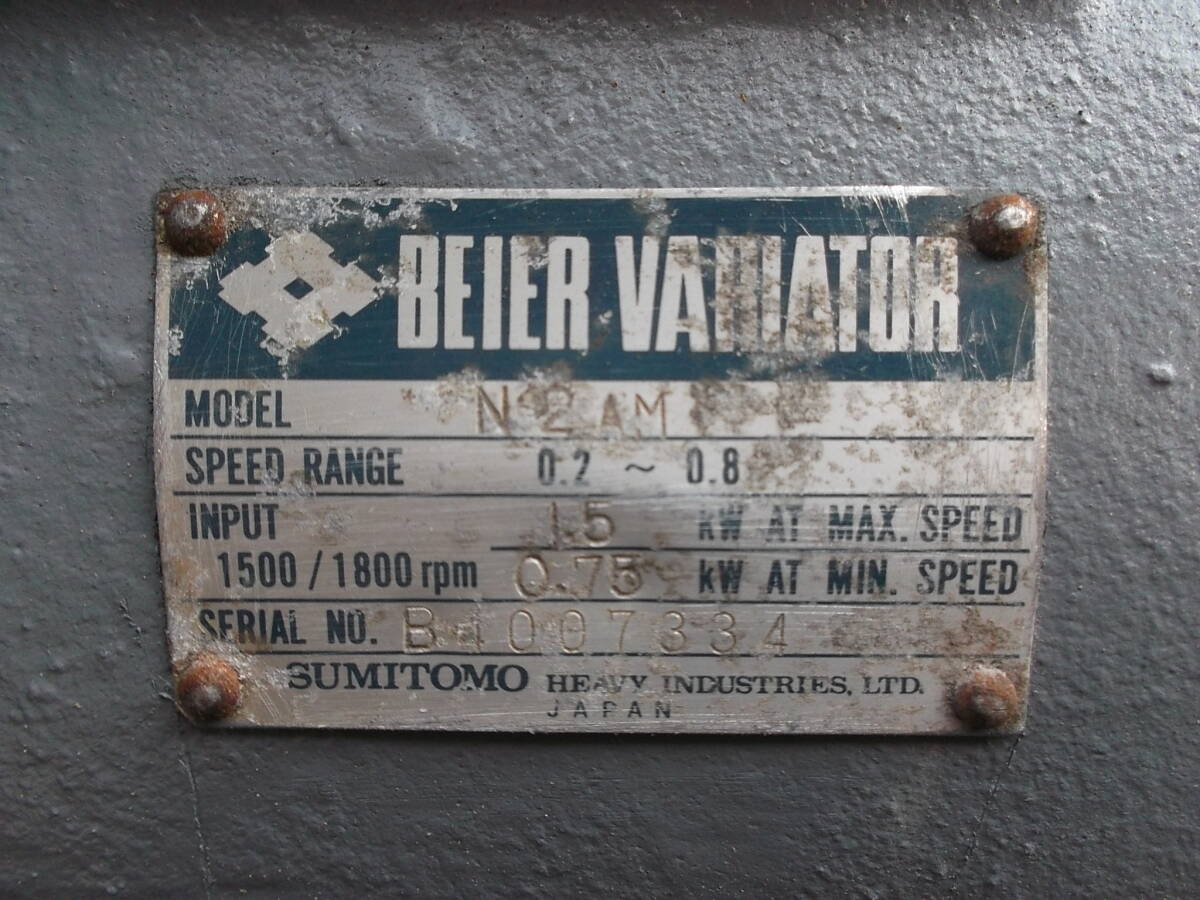 BEIER VARIATOR
MODEL N2AM
SPEED RANGE 0.2 ~ 0.8
INPUT 1.5 kW AT MAX. SPEED
1500/1800 rpm 0.75 kW AT MIN. SPEED
SERIAL NO. B4007334
SUMITOMO HEAVY INDUSTRIES, LTD.
JAPAN